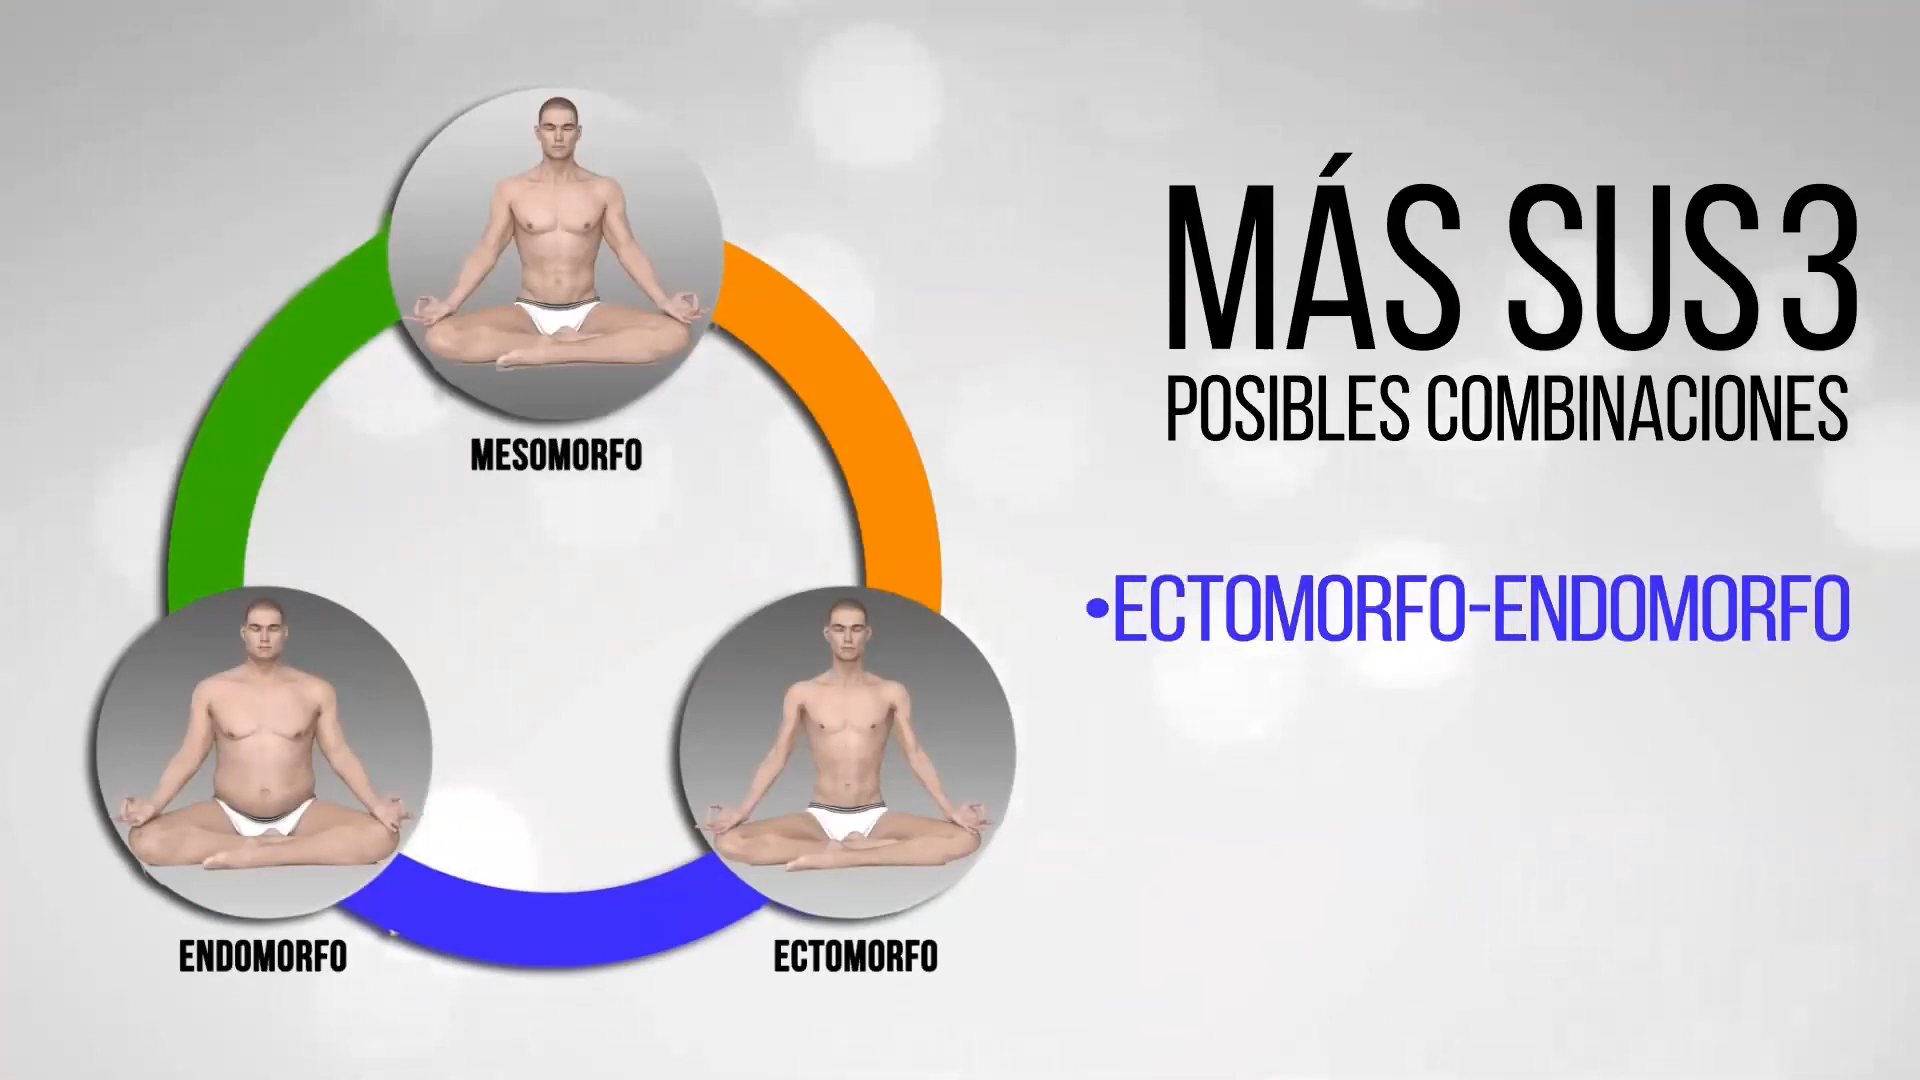 MÁS SUS 3
POSIBLES COMBINACIONES
•ECTOMORFO-ENDOMORFO
MESOMORFO
ENDOMORFO
ECTOMORFO